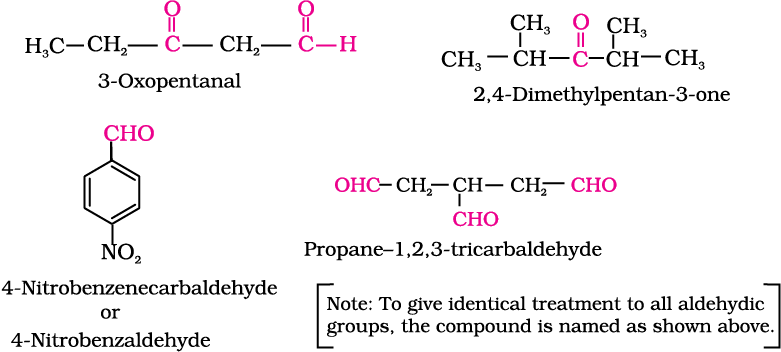 O O
H₃C—CH₂—C—CH₂—C—H
3-Oxopentanal
CH₃ O CH₃
CH₃—CH—C—CH—CH₃
2,4-Dimethylpentan-3-one
CHO
NO₂
4-Nitrobenzenecarbaldehyde
or
4-Nitrobenzaldehyde
OHC—CH₂—CH—CH₂—CHO
CHO
Propane–1,2,3-tricarbaldehyde
Note: To give identical treatment to all aldehydic
groups, the compound is named as shown above.